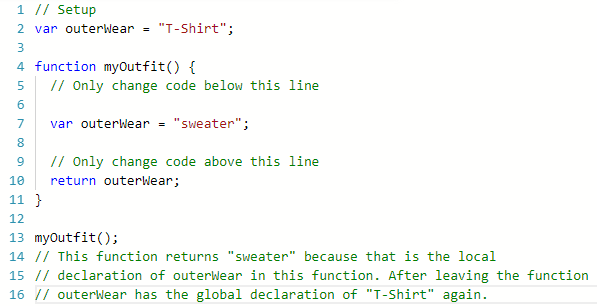 1 // Setup
2 var outerWear = "T-Shirt";
3
4 function myOutfit() {
5   // Only change code below this line
6
7   var outerWear = "sweater";
8
9   // Only change code above this line
10   return outerWear;
11 }
12
13 myOutfit();
14 // This function returns "sweater" because that is the local
15 // declaration of outerWear in this function. After leaving the function
16 // outerWear has the global declaration of "T-Shirt" again.